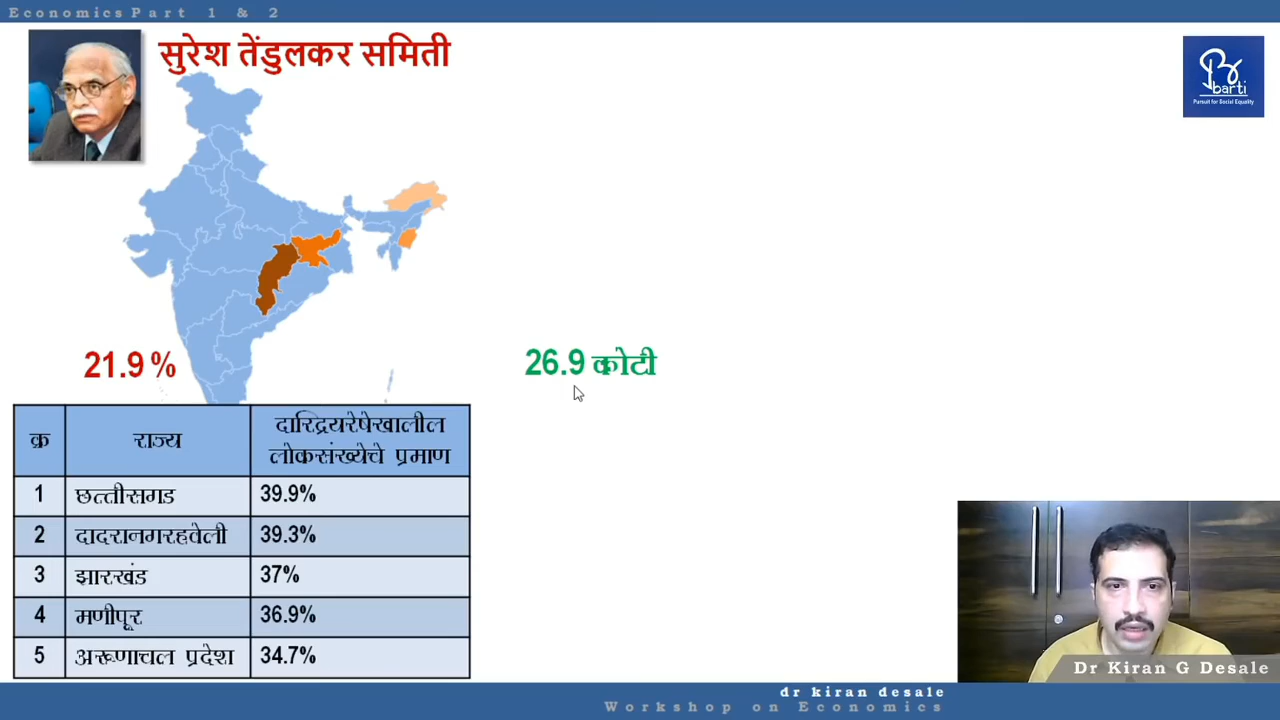 Economics Part 1 & 2
सुरेश तेंडुलकर समिती
barti
Pursuit for Social Equality
21.9 %
26.9 कोटी
क्र राज्य दारिद्रयरेषेखालील लोकसंख्येचे प्रमाण
1 छत्तीसगड 39.9%
2 दादरानगरहवेली 39.3%
3 झारखंड 37%
4 मणीपूर 36.9%
5 अरूणाचल प्रदेश 34.7%
Dr Kiran G Desale
dr kiran desale
Workshop on Economics